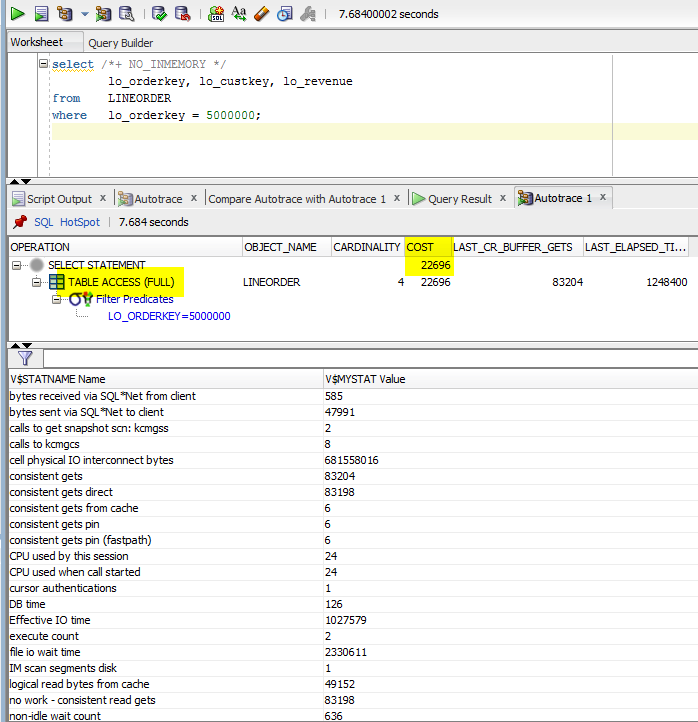 7.68400002 seconds
Worksheet Query Builder
select /*+ NO_INMEMORY */
lo_orderkey, lo_custkey, lo_revenue
from LINEORDER
where lo_orderkey = 5000000;
Script Output x Autotrace x Compare Autotrace with Autotrace 1 x Query Result x Autotrace 1 x
SQL HotSpot 7.684 seconds
OPERATION OBJECT_NAME CARDINALITY COST LAST_CR_BUFFER_GETS LAST_ELAPSED_TI...
SELECT STATEMENT 22696
TABLE ACCESS (FULL) LINEORDER 4 22696 83204 1248400
Filter Predicates
LO_ORDERKEY=5000000
V$STATNAME Name V$MYSTAT Value
bytes received via SQL*Net from client 585
bytes sent via SQL*Net to client 47991
calls to get snapshot scn: kcmgss 2
calls to kcmgcs 8
cell physical IO interconnect bytes 681558016
consistent gets 83204
consistent gets direct 83198
consistent gets from cache 6
consistent gets pin 6
consistent gets pin (fastpath) 6
CPU used by this session 24
CPU used when call started 24
cursor authentications 1
DB time 126
Effective IO time 1027579
execute count 2
file io wait time 2330611
IM scan segments disk 1
logical read bytes from cache 49152
no work - consistent read gets 83198
non-idle wait count 636